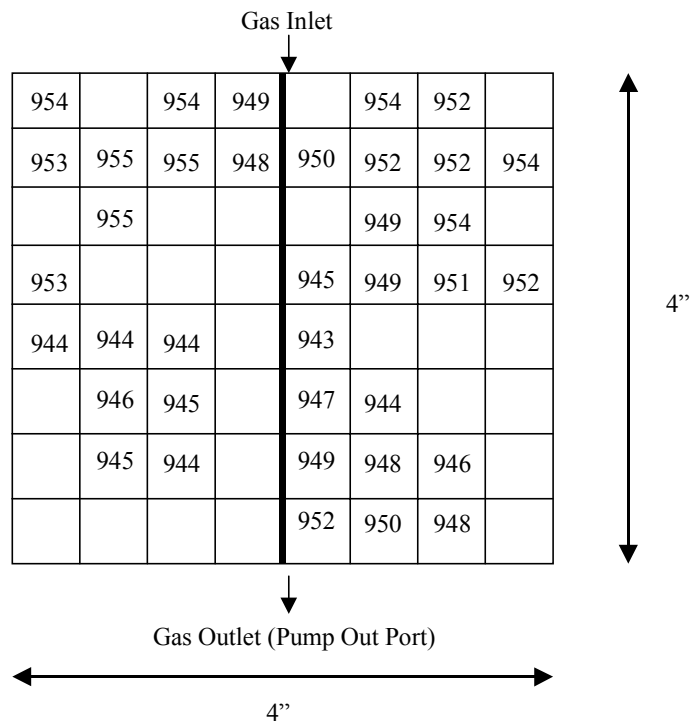 Gas Inlet
954 954 949 954 952
953 955 955 948 950 952 952 954
955 949 954
953 945 949 951 952
4”
944 944 944 943
946 945 947 944
945 944 949 948 946
952 950 948
Gas Outlet (Pump Out Port)
4”